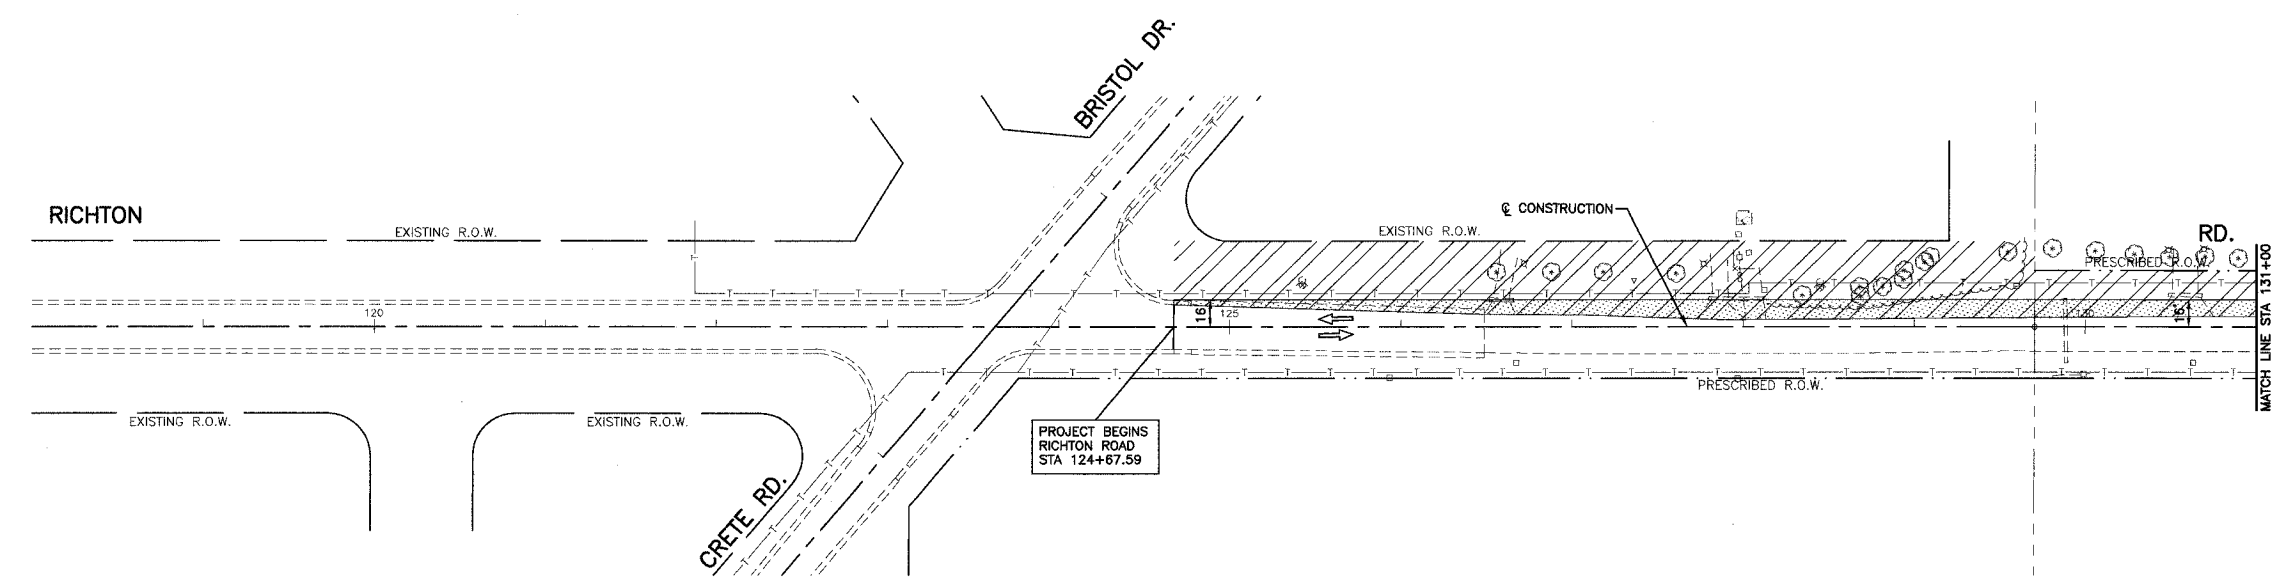 BRISTOL DR.
RICHTON
EXISTING R.O.W.
EXISTING R.O.W.
℄ CONSTRUCTION
RD.
PRESCRIBED R.O.W.
MATCH LINE STA 131+00
120
125
130
16'
16'
PRESCRIBED R.O.W.
EXISTING R.O.W.
EXISTING R.O.W.
PROJECT BEGINS
RICHTON ROAD
STA 124+67.59
CRETE RD.